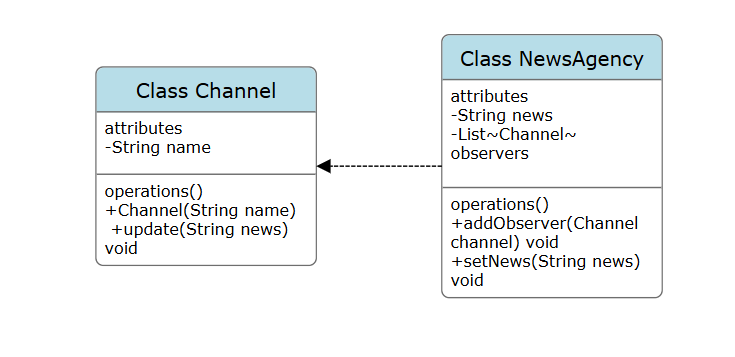 Class Channel
attributes
-String name
operations()
+Channel(String name)
+update(String news)
void
Class NewsAgency
attributes
-String news
-List~Channel~
observers
operations()
+addObserver(Channel
channel) void
+setNews(String news)
void